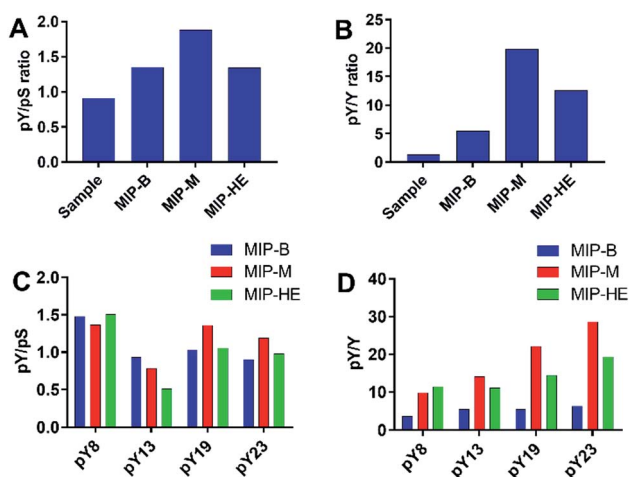 A
pY/pS ratio
2.0
1.5
1.0
0.5
0.0
Sample
MIP-B
MIP-M
MIP-HE
B
pY/Y ratio
25
20
15
10
5
0
Sample
MIP-B
MIP-M
MIP-HE
C
MIP-B
MIP-M
MIP-HE
pY/pS
2.0
1.5
1.0
0.5
0.0
pY8
pY13
pY19
pY23
D
MIP-B
MIP-M
MIP-HE
pY/Y
40
30
20
10
0
pY8
pY13
pY19
pY23